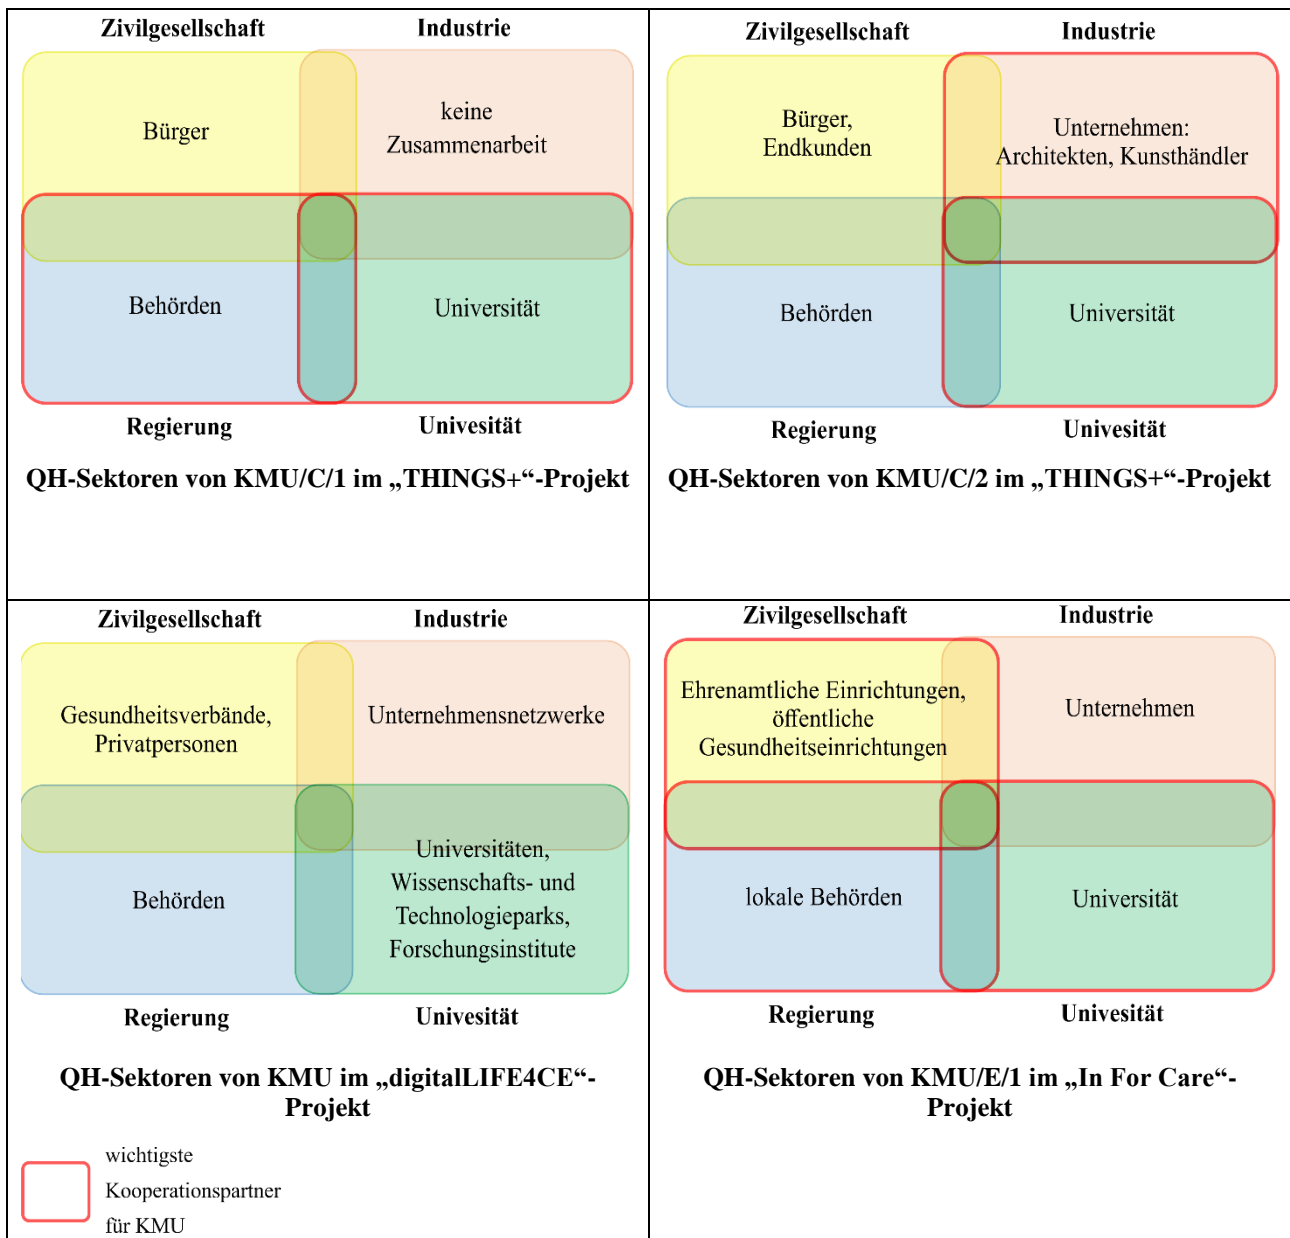 Zivilgesellschaft
Industrie
Bürger
keine
Zusammenarbeit
Behörden
Universität
Regierung
Univesität
QH-Sektoren von KMU/C/1 im „THINGS+“-Projekt
Zivilgesellschaft
Industrie
Bürger,
Endkunden
Unternehmen:
Architekten, Kunsthändler
Behörden
Universität
Regierung
Univesität
QH-Sektoren von KMU/C/2 im „THINGS+“-Projekt
Zivilgesellschaft
Industrie
Gesundheitsverbände,
Privatpersonen
Unternehmensnetzwerke
Behörden
Universitäten,
Wissenschafts- und
Technologieparks,
Forschungsinstitute
Regierung
Univesität
QH-Sektoren von KMU im „digitalLIFE4CE“-
Projekt
wichtigste
Kooperationspartner
für KMU
Zivilgesellschaft
Industrie
Ehrenamtliche Einrichtungen,
öffentliche
Gesundheitseinrichtungen
Unternehmen
lokale Behörden
Universität
Regierung
Univesität
QH-Sektoren von KMU/E/1 im „In For Care“-
Projekt